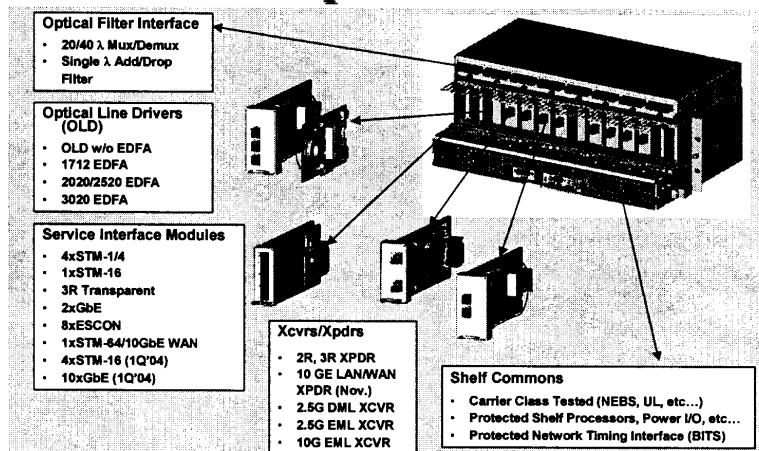 Optical Filter Interface
· 20/40 λ Mux/Demux
· Single λ Add/Drop
Filter
Optical Line Drivers
(OLD)
· OLD w/o EDFA
· 1712 EDFA
· 2020/2520 EDFA
· 3020 EDFA
Service Interface Modules
· 4xSTM-1/4
· 1xSTM-16
· 3R Transparent
· 2xGbE
· 8xESCON
· 1xSTM-64/10GbE WAN
· 4xSTM-16 (1Q'04)
· 10xGbE (1Q'04)
Xcvrs/Xpdrs
· 2R, 3R XPDR
· 10 GE LAN/WAN
XPDR (Nov.)
· 2.5G DML XCVR
· 2.5G EML XCVR
· 10G EML XCVR
Shelf Commons
· Carrier Class Tested (NEBS, UL, etc...)
· Protected Shelf Processors, Power I/O, etc...
· Protected Network Timing Interface (BITS)